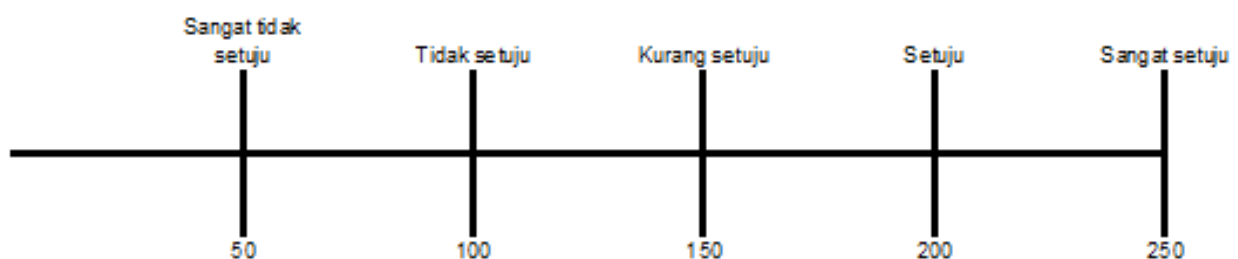 Sangat tidak
setuju
Tidak setuju
Kurang setuju
Setuju
Sangat setuju
50
100
150
200
250